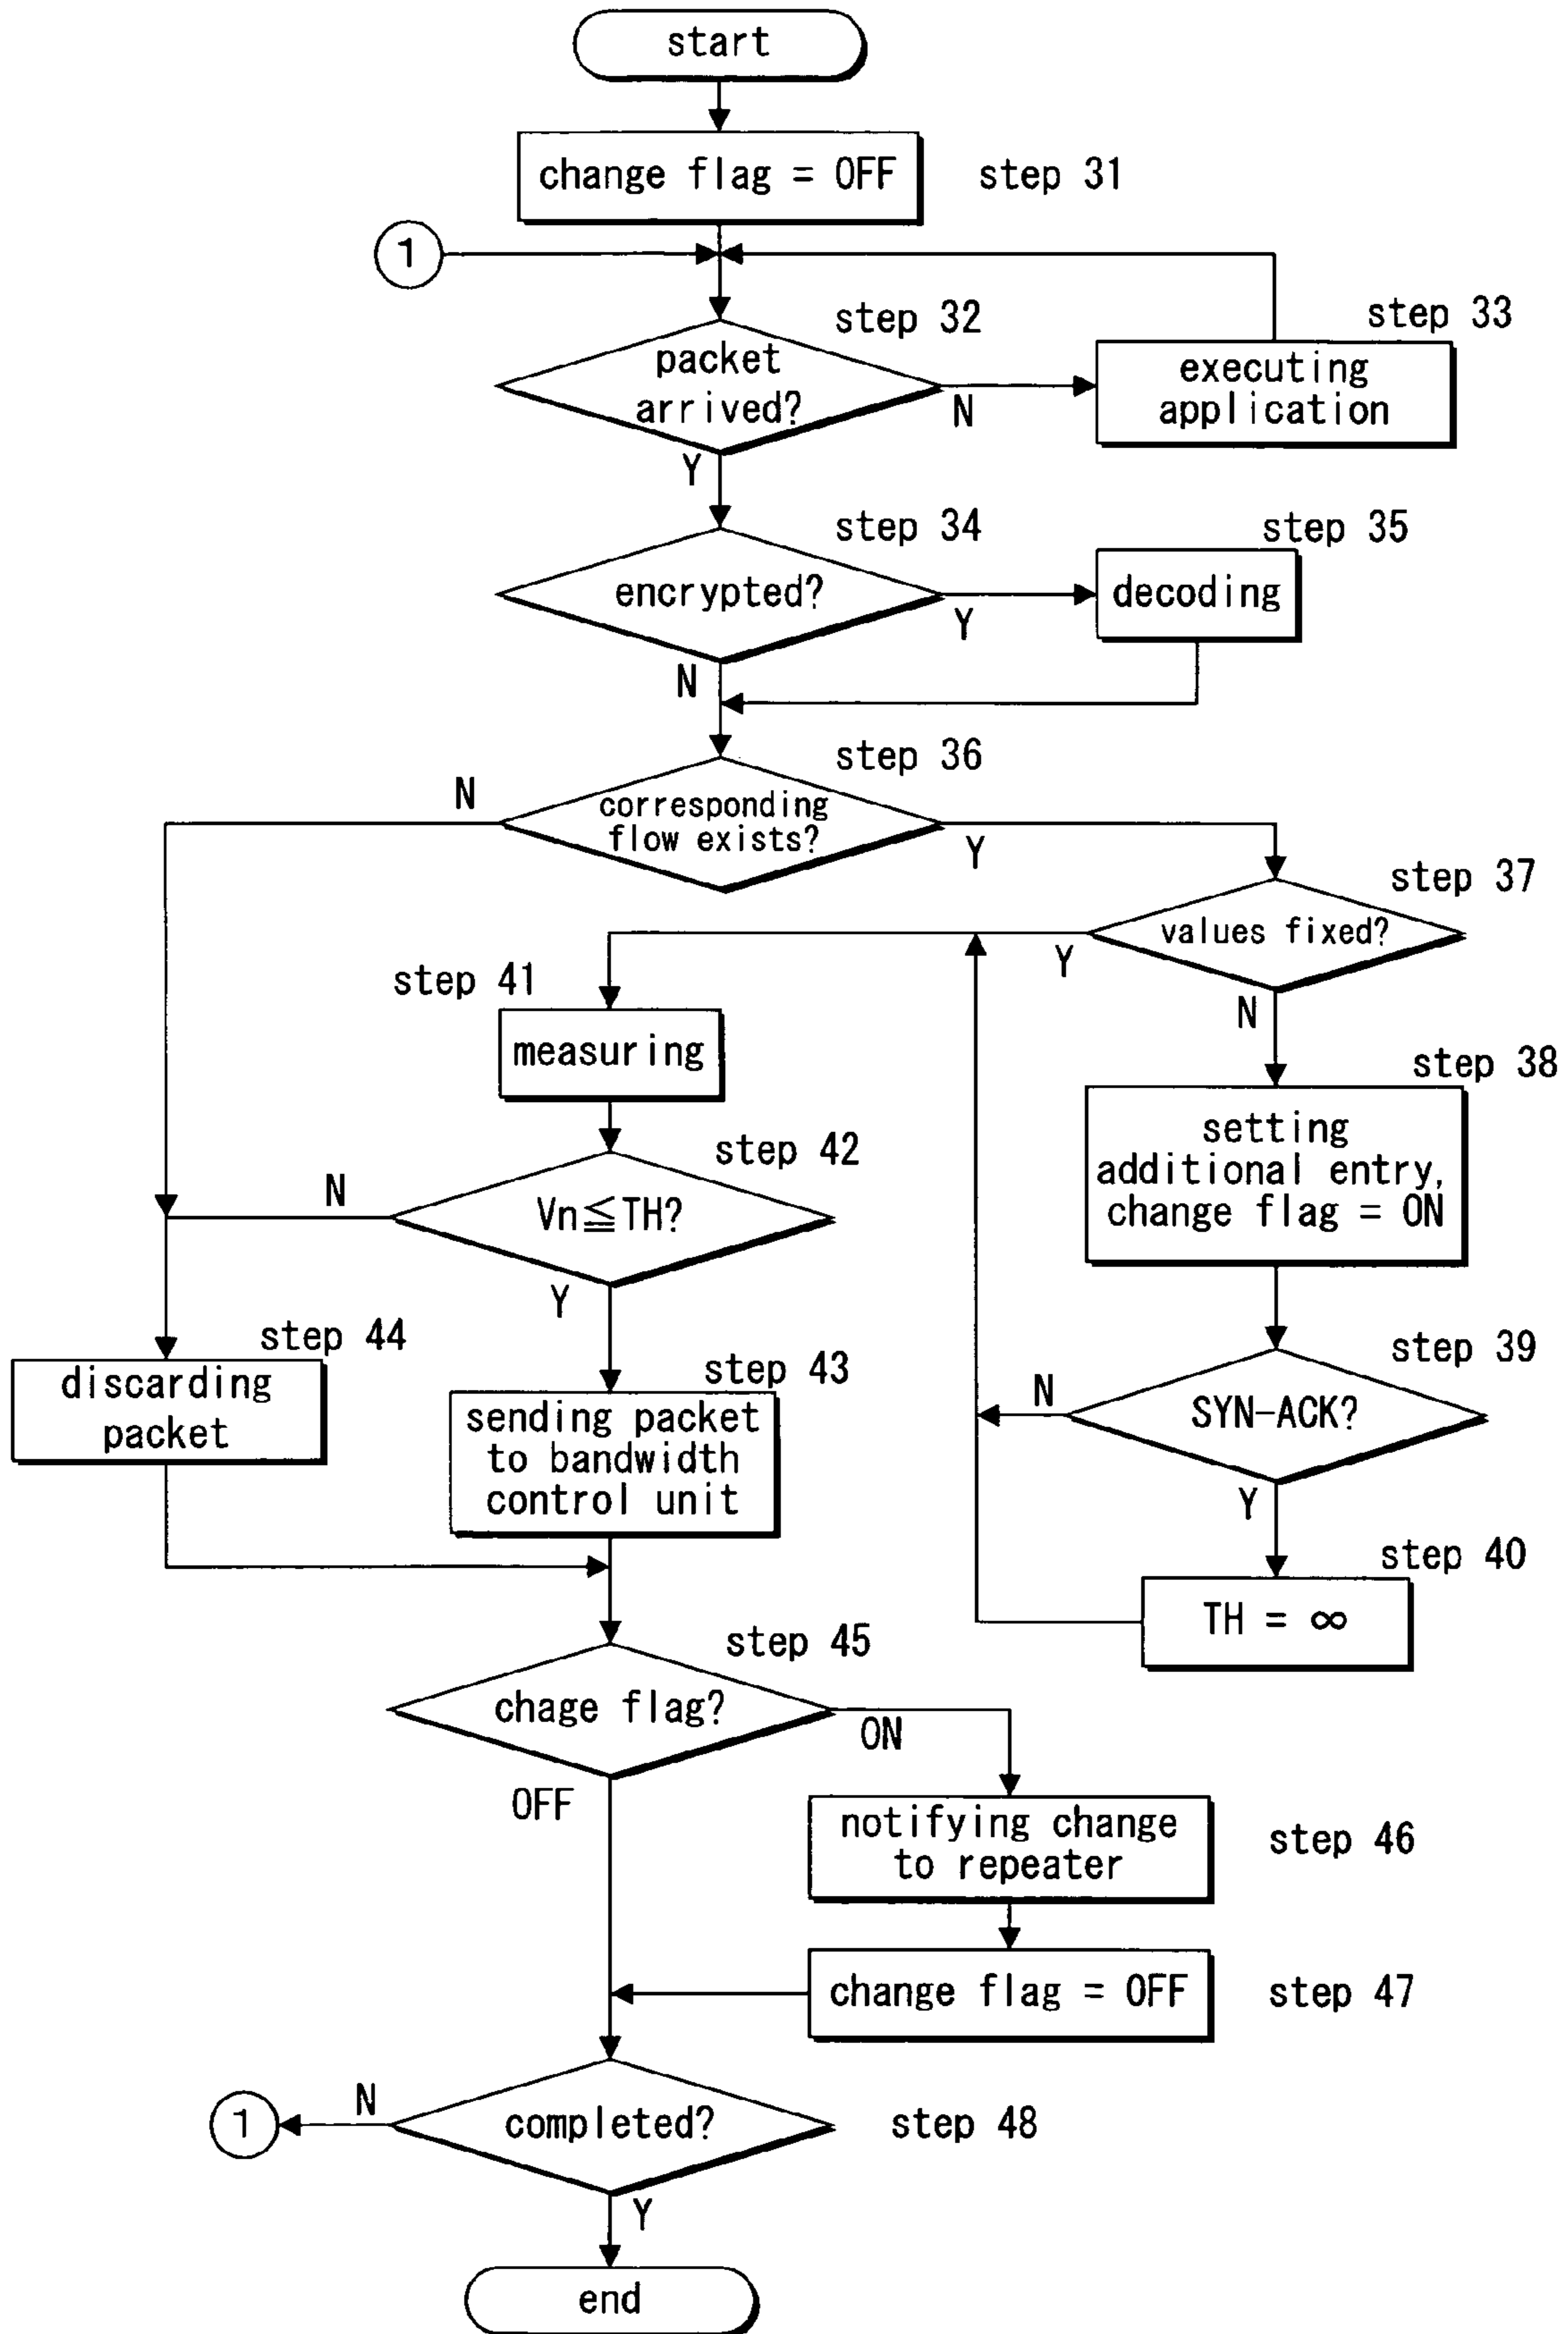 start
change flag = OFF
step 31
1
step 32
packet
arrived?
N
Y
step 33
executing
application
step 34
encrypted?
Y
N
step 35
decoding
step 36
corresponding
flow exists?
N
Y
step 37
values fixed?
Y
N
step 41
measuring
step 38
setting
additional entry,
change flag = ON
step 42
Vn≦TH?
N
Y
step 44
discarding
packet
step 43
sending packet
to bandwidth
control unit
step 39
SYN-ACK?
N
Y
step 40
TH = ∞
step 45
chage flag?
ON
OFF
notifying change
to repeater
step 46
change flag = OFF
step 47
completed?
step 48
N
1
Y
end